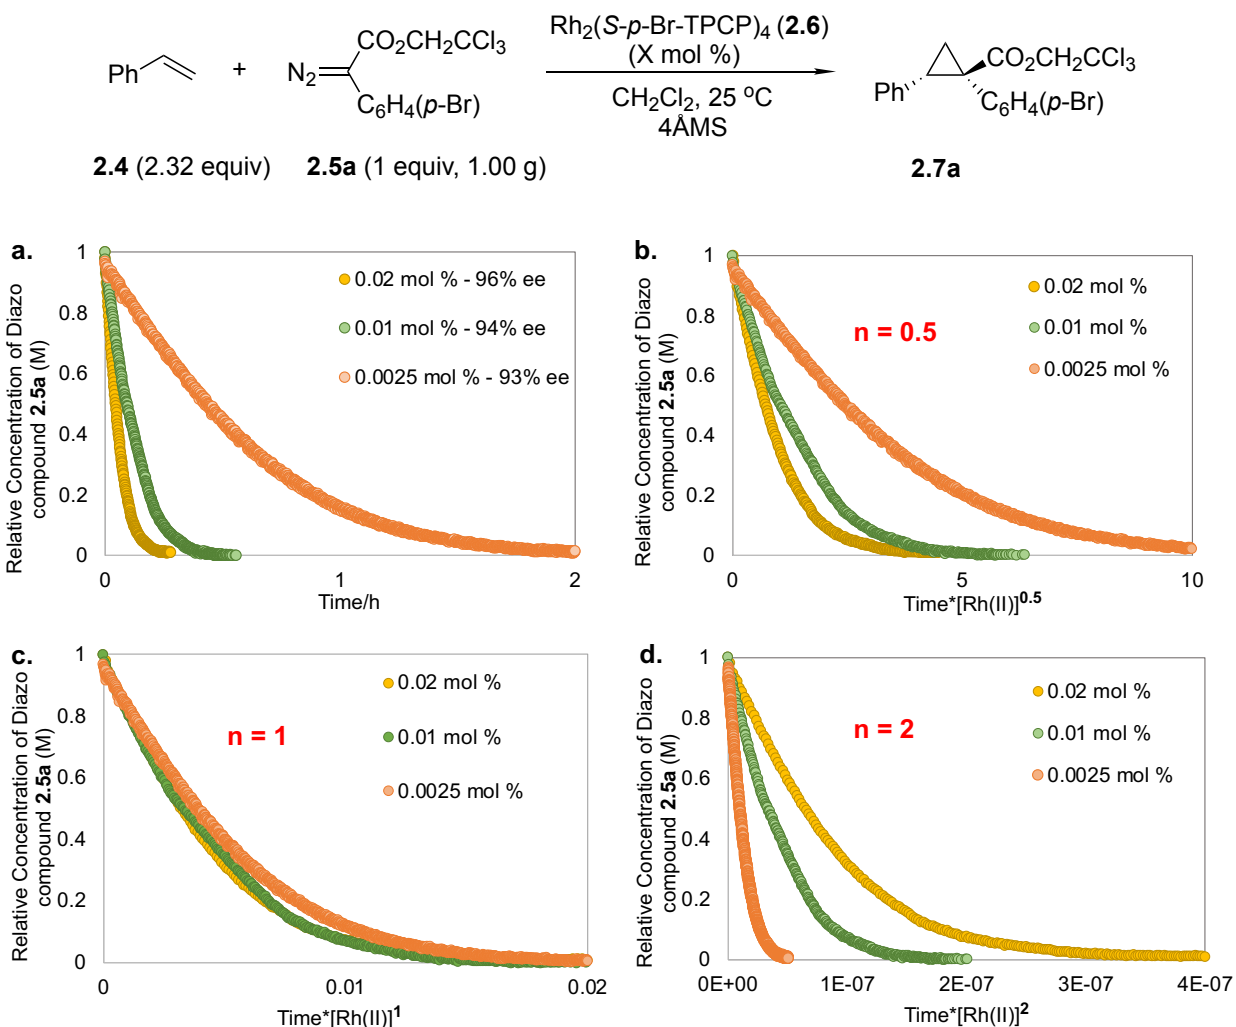 Ph
+
N2
CO2CH2CCl3
C6H4(p-Br)
Rh2(S-p-Br-TPCP)4 (2.6)
(X mol %)
CH2Cl2, 25 oC
4ÅMS
Ph
CO2CH2CCl3
C6H4(p-Br)
2.4 (2.32 equiv)
2.5a (1 equiv, 1.00 g)
2.7a
a.
Relative Concentration of Diazo
compound 2.5a (M)
1
0.8
0.6
0.4
0.2
0
0
1
2
Time/h
0.02 mol % - 96% ee
0.01 mol % - 94% ee
0.0025 mol % - 93% ee
b.
Relative Concentration of Diazo
compound 2.5a (M)
1
0.8
0.6
0.4
0.2
0
0
5
10
Time*[Rh(II)]0.5
n = 0.5
0.02 mol %
0.01 mol %
0.0025 mol %
c.
Relative Concentration of Diazo
compound 2.5a (M)
1
0.8
0.6
0.4
0.2
0
0
0.01
0.02
Time*[Rh(II)]1
n = 1
0.02 mol %
0.01 mol %
0.0025 mol %
d.
Relative Concentration of Diazo
compound 2.5a (M)
1
0.8
0.6
0.4
0.2
0
0E+00
1E-07
2E-07
3E-07
4E-07
Time*[Rh(II)]2
n = 2
0.02 mol %
0.01 mol %
0.0025 mol %